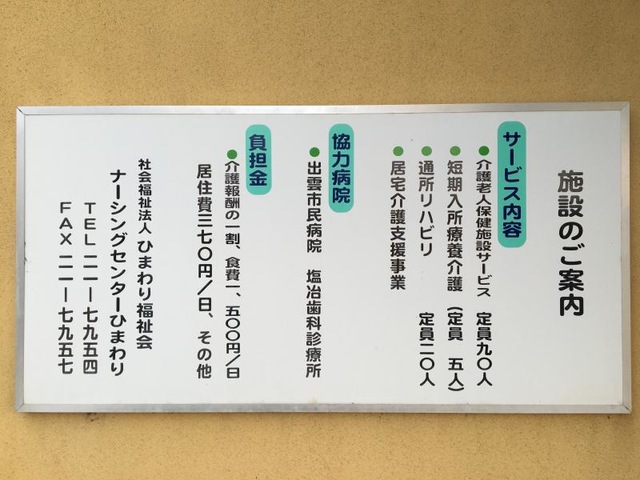 施設のご案内
サービス内容
●介護老人保健施設サービス 定員九〇人
●短期入所療養介護(定員 五人)
●通所リハビリ 定員二〇人
●居宅介護支援事業
協力病院
●出雲市民病院 塩冶歯科診療所
負担金
●介護報酬の一割、食費一、五〇〇円/日
居住費三七〇円/日、その他
社会福祉法人 ひまわり福祉会
ナーシングセンターひまわり
TEL 二二ー七九五四
FAX 二二ー七九五七